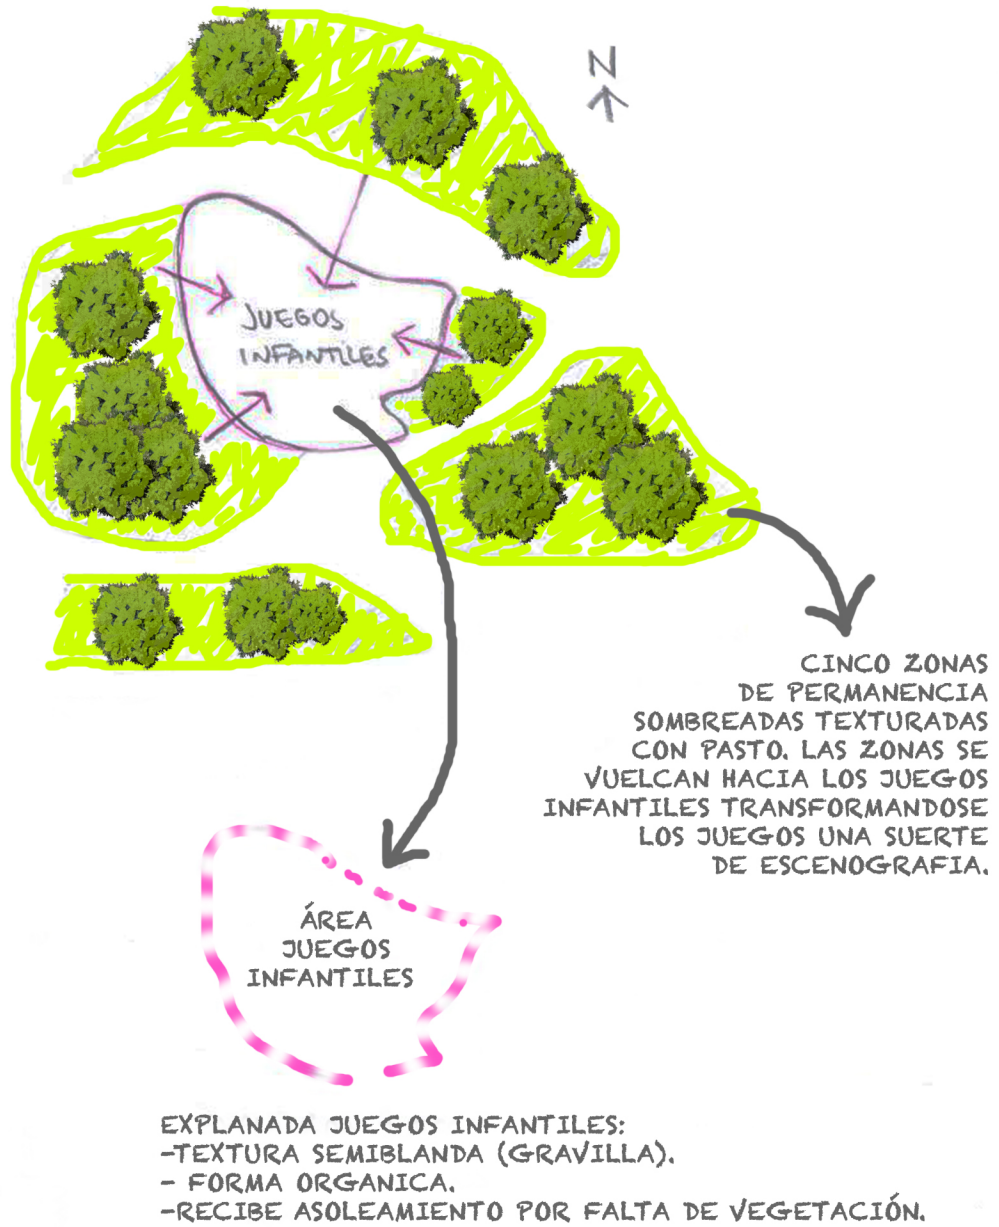 N
JUEGOS
INFANTILES
CINCO ZONAS
DE PERMANENCIA
SOMBREADAS TEXTURADAS
CON PASTO. LAS ZONAS SE
VUELCAN HACIA LOS JUEGOS
INFANTILES TRANSFORMANDOSE
LOS JUEGOS UNA SUERTE
DE ESCENOGRAFIA.
ÁREA
JUEGOS
INFANTILES
EXPLANADA JUEGOS INFANTILES:
-TEXTURA SEMIBLANDA (GRAVILLA).
- FORMA ORGANICA.
-RECIBE ASOLEAMIENTO POR FALTA DE VEGETACIÓN.